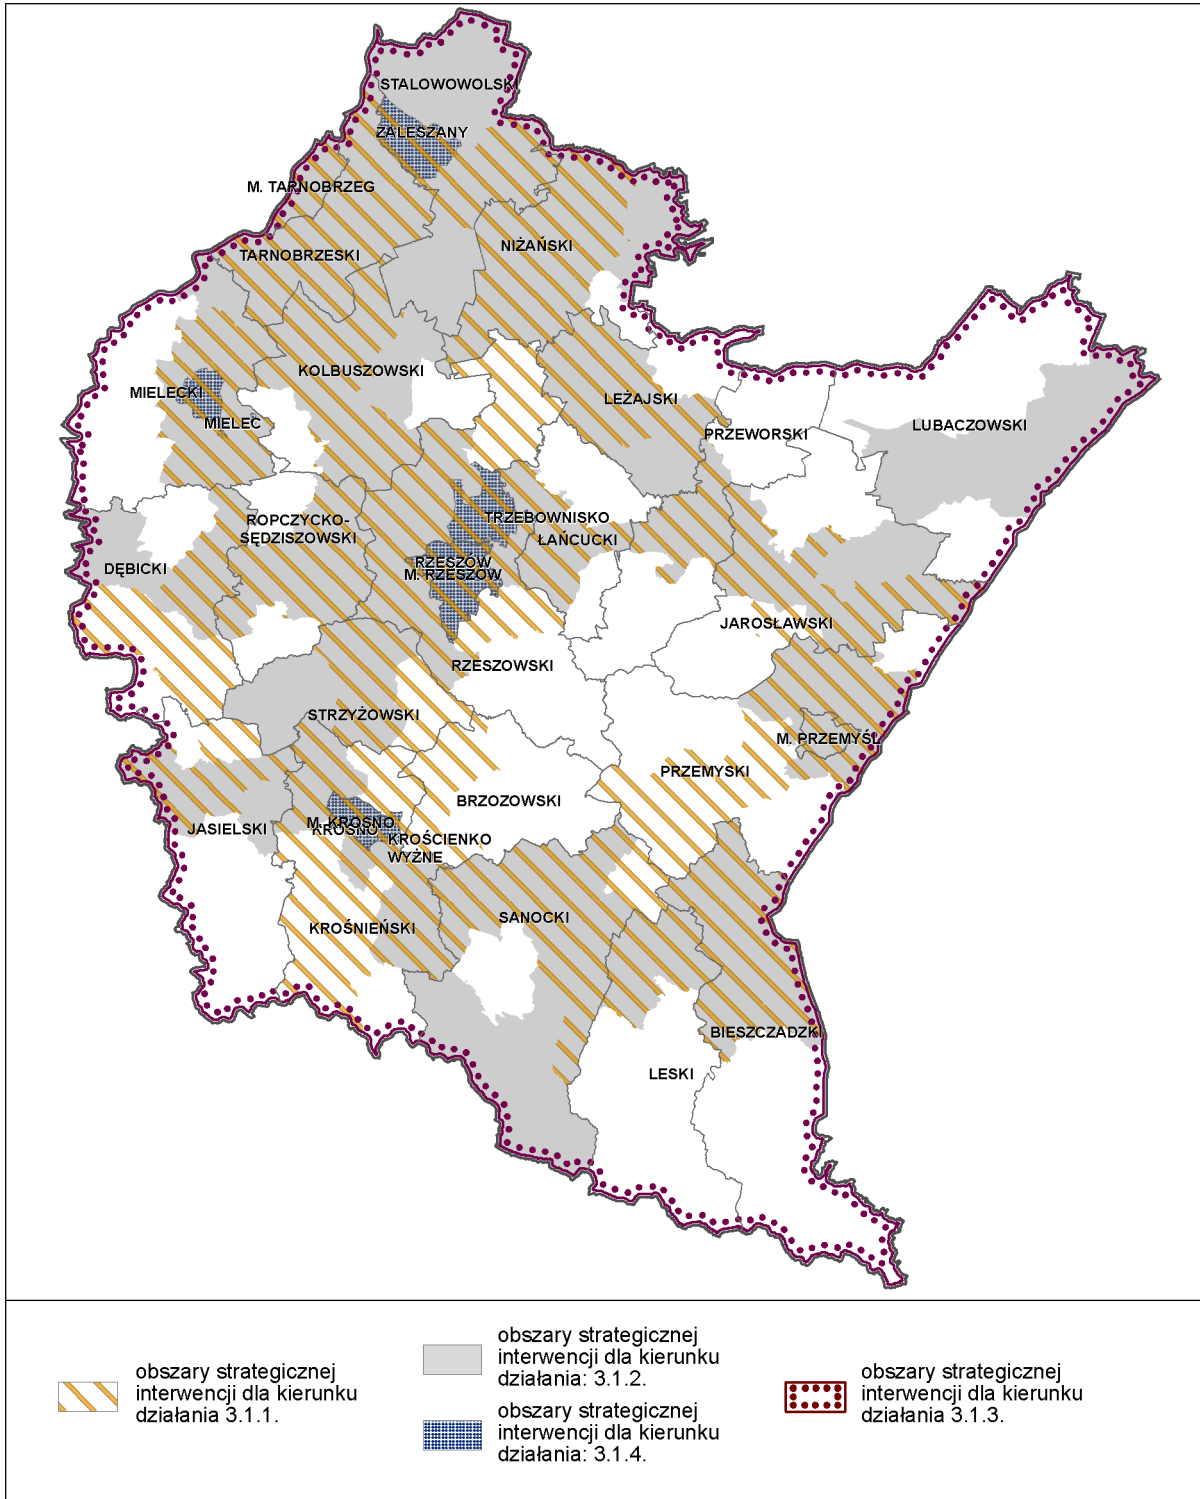 STALOWOWOLSKI
ZALESZANY
M. TARNOBRZEG
NIŻAŃSKI
TARNOBRZESKI
KOLBUSZOWSKI
MIELECKI
LEŻAJSKI
MIELEC
LUBACZOWSKI
PRZEWORSKI
ROPCZYCKO-
SĘDZISZOWSKI
TRZEBOWNISKO
ŁAŃCUCKI
DĘBICKI
RZESZÓW
M. RZESZÓW
JAROSŁAWSKI
RZESZOWSKI
STRZYŻOWSKI
M. PRZEMYŚL
PRZEMYSKI
BRZOZOWSKI
JASIELSKI
M. KROSNO
KROSNO
KROŚCIENKO
WYŻNE
SANOCKI
KROŚNIEŃSKI
BIESZCZADZKI
LESKI
obszary strategicznej
interwencji dla kierunku
działania 3.1.1.
obszary strategicznej
interwencji dla kierunku
działania: 3.1.2.
obszary strategicznej
interwencji dla kierunku
działania: 3.1.4.
obszary strategicznej
interwencji dla kierunku
działania 3.1.3.